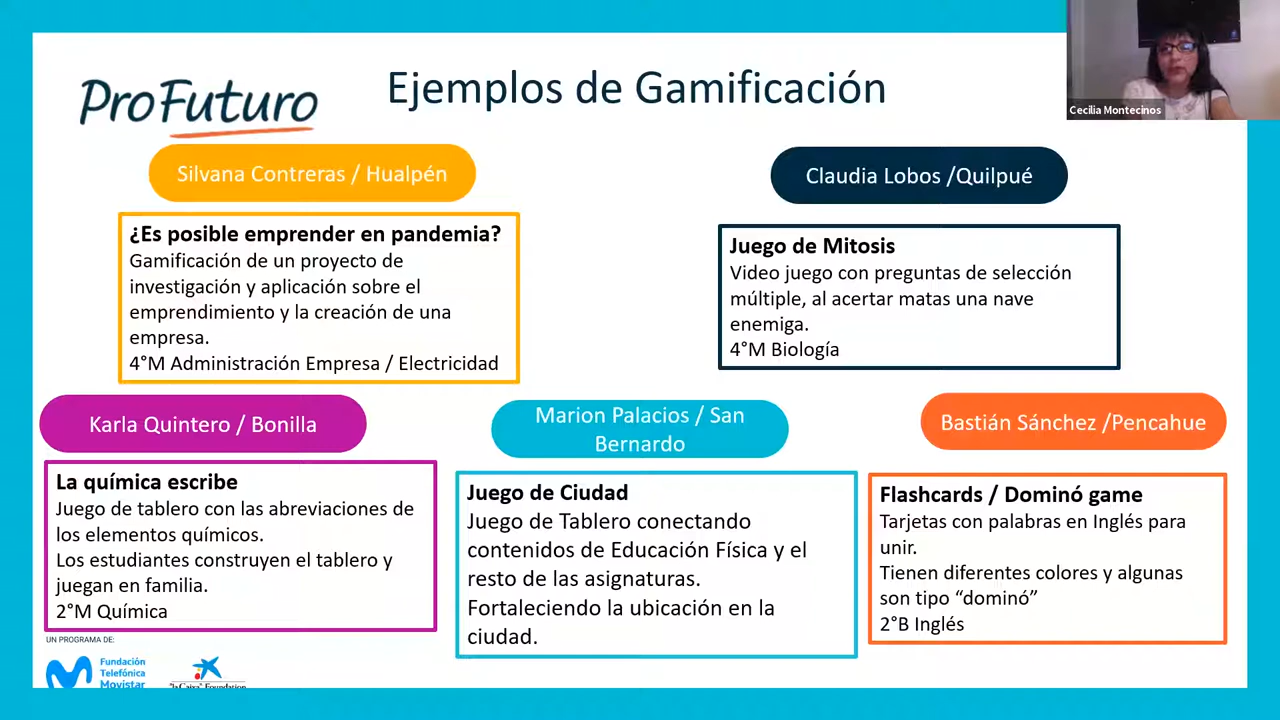 ProFuturo
Ejemplos de Gamificación
Cecilia Montecinos
Silvana Contreras / Hualpén
¿Es posible emprender en pandemia?
Gamificación de un proyecto de
investigación y aplicación sobre el
emprendimiento y la creación de una
empresa.
4°M Administración Empresa / Electricidad
Claudia Lobos /Quilpué
Juego de Mitosis
Video juego con preguntas de selección
múltiple, al acertar matas una nave
enemiga.
4°M Biología
Karla Quintero / Bonilla
La química escribe
Juego de tablero con las abreviaciones de
los elementos químicos.
Los estudiantes construyen el tablero y
juegan en familia.
2°M Química
Marion Palacios / San
Bernardo
Juego de Ciudad
Juego de Tablero conectando
contenidos de Educación Física y el
resto de las asignaturas.
Fortaleciendo la ubicación en la
ciudad.
Bastián Sánchez /Pencahue
Flashcards / Dominó game
Tarjetas con palabras en Inglés para
unir.
Tienen diferentes colores y algunas
son tipo “dominó”
2°B Inglés
UN PROGRAMA DE:
Fundación
Telefónica
Movistar
"la Caixa" Foundation